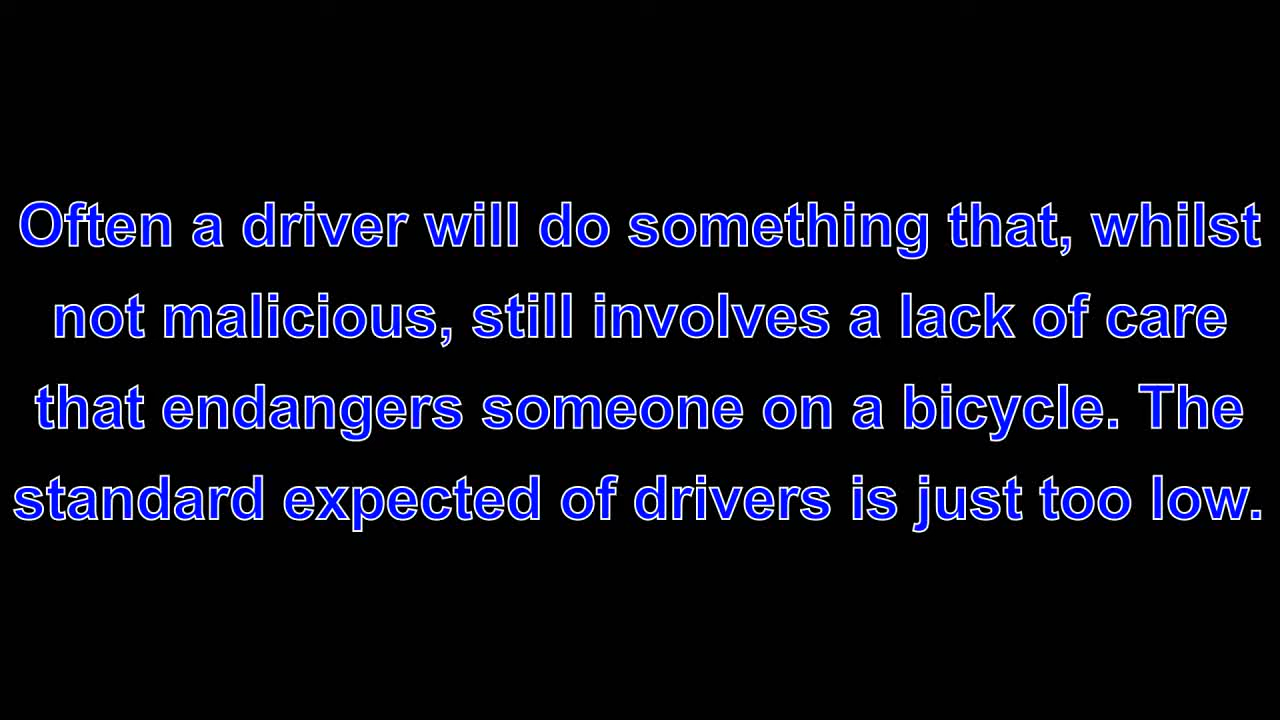 Often a driver will do something that, whilst
not malicious, still involves a lack of care
that endangers someone on a bicycle. The
standard expected of drivers is just too low.